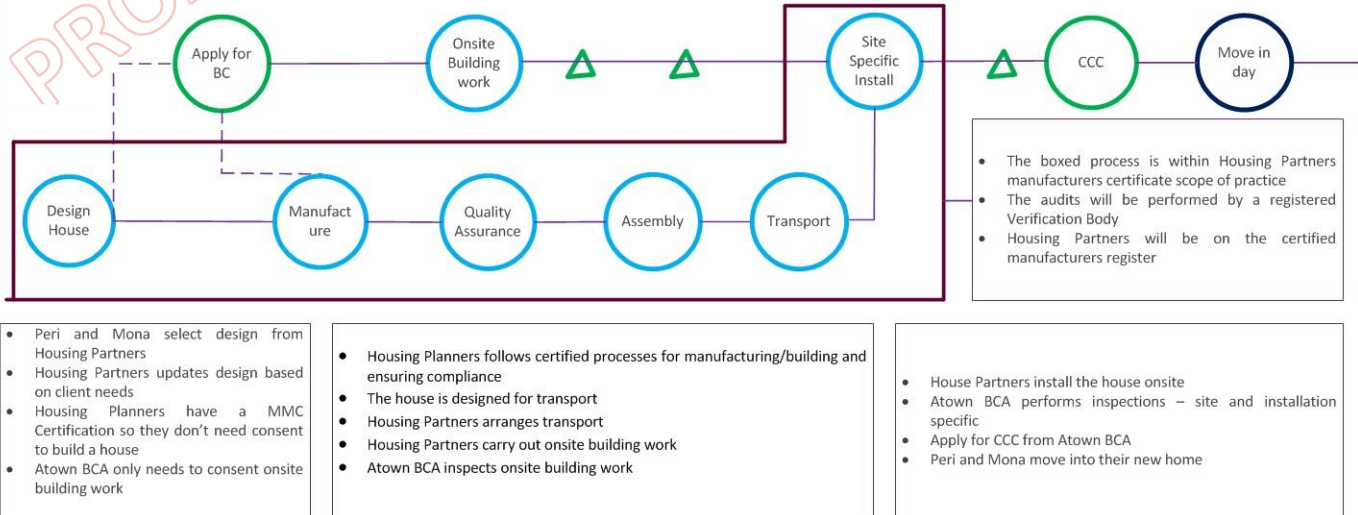 Apply for
BC
Onsite
Building
work
Site
Specific
Install
CCC
Move in
day
Design
House
Manufact
ure
Quality
Assurance
Assembly
Transport
• The boxed process is within Housing Partners
manufacturers certificate scope of practice
• The audits will be performed by a registered
Verification Body
• Housing Partners will be on the certified
manufacturers register
• Peri and Mona select design from
Housing Partners
• Housing Partners updates design based
on client needs
• Housing Planners have a MMC
Certification so they don't need consent
to build a house
• Atown BCA only needs to consent onsite
building work
• Housing Planners follows certified processes for manufacturing/building and
ensuring compliance
• The house is designed for transport
• Housing Partners arranges transport
• Housing Partners carry out onsite building work
• Atown BCA inspects onsite building work
• House Partners install the house onsite
• Atown BCA performs inspections – site and installation
specific
• Apply for CCC from Atown BCA
• Peri and Mona move into their new home